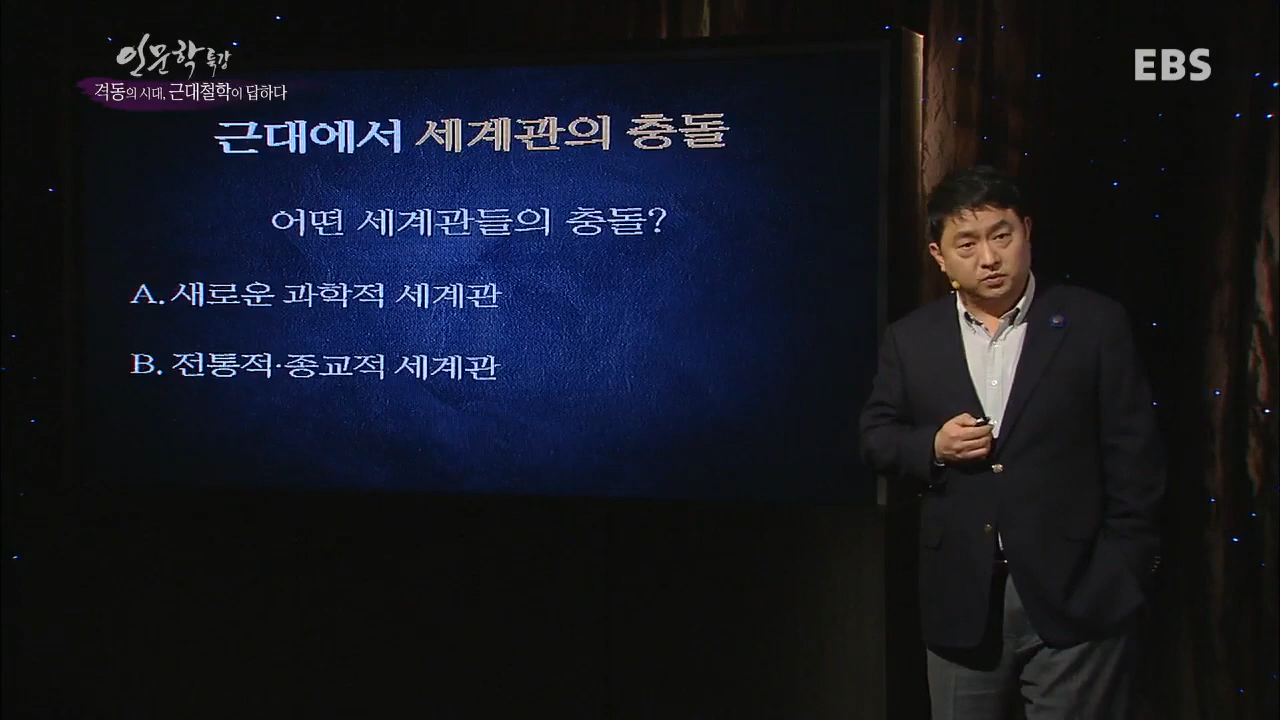 인문학 특강
격동의 시대, 근대철학이 답하다
EBS
근대에서 세계관의 충돌
어떤 세계관들의 충돌?
A. 새로운 과학적 세계관
B. 전통적·종교적 세계관